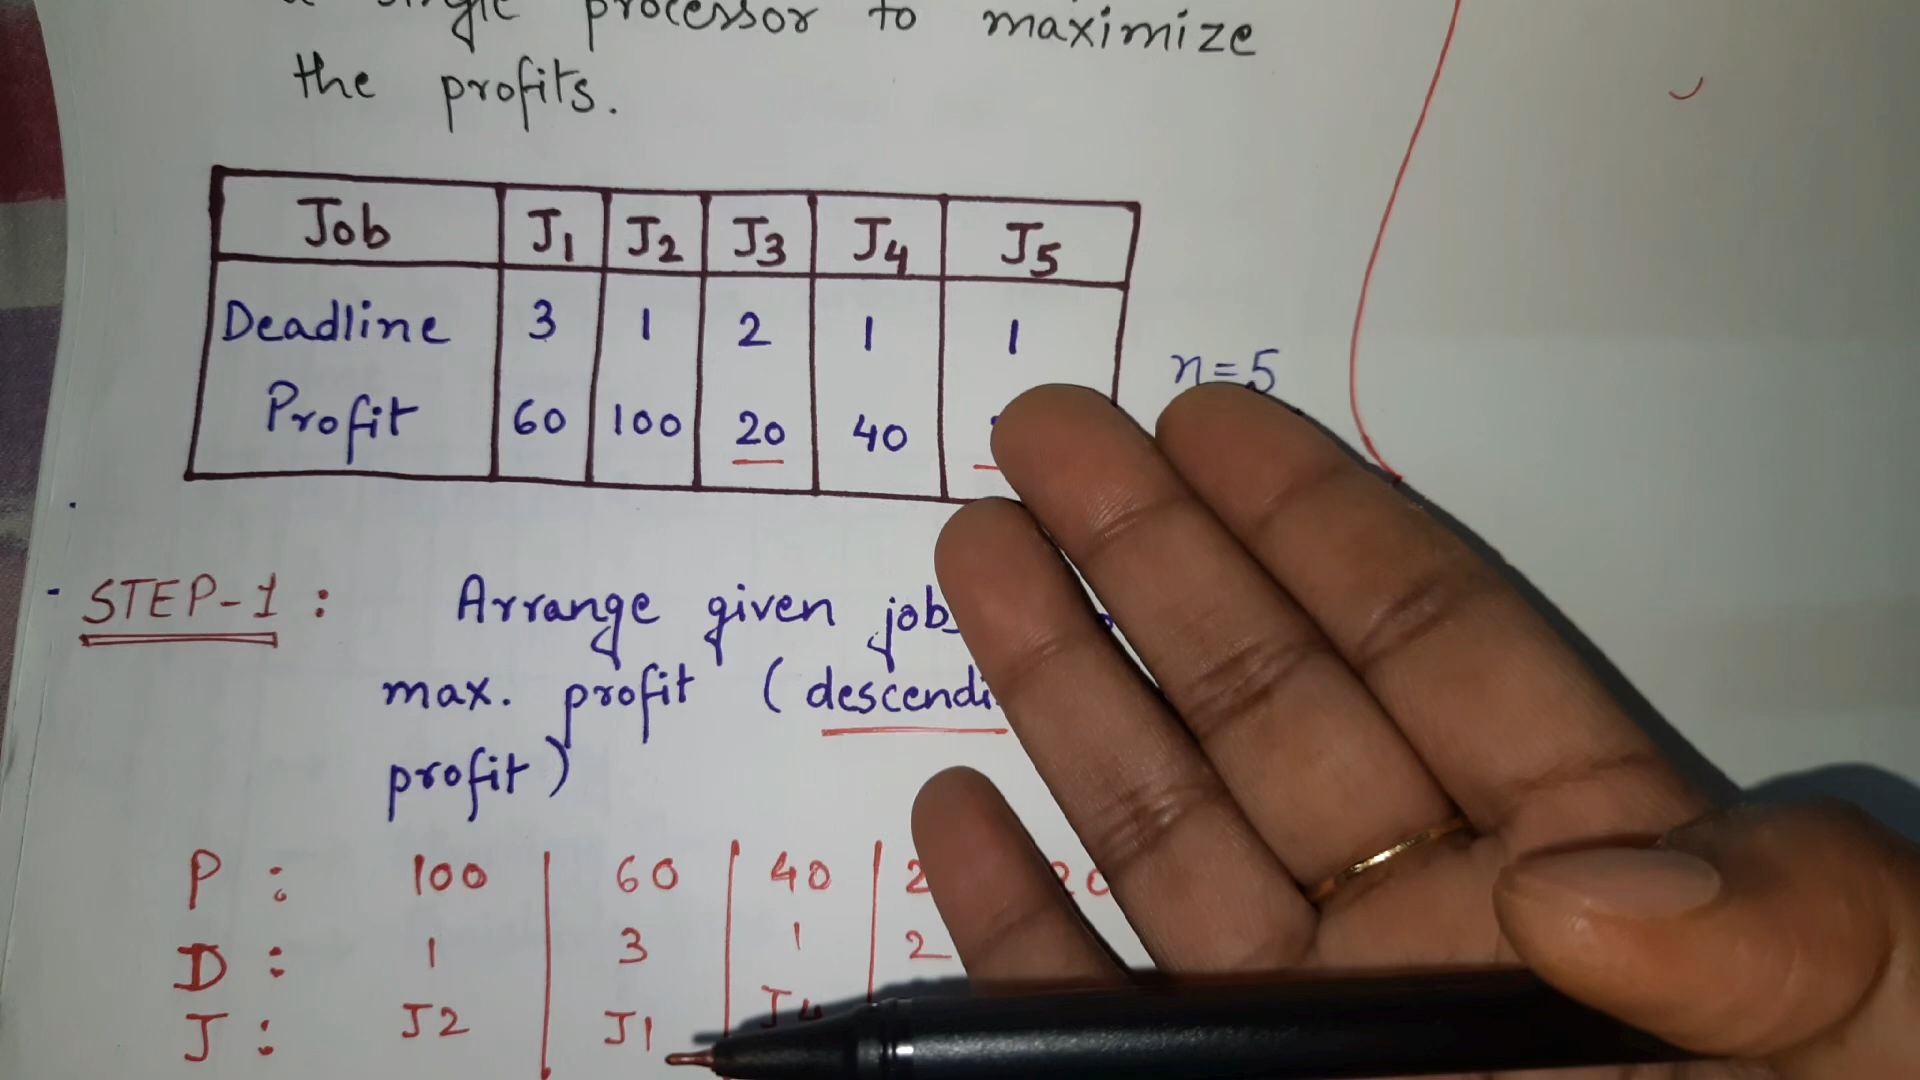 single processor to maximize
the profits.
Job J1 J2 J3 J4 J5
Deadline 3 1 2 1 1
Profit 60 100 20 40
n=5
STEP-1 : Arrange given
max. profit (
profit)
P : 100 | 60 | 40 |
D : 1 | 3 | 1 | 2
J : J2 | J1 | J4